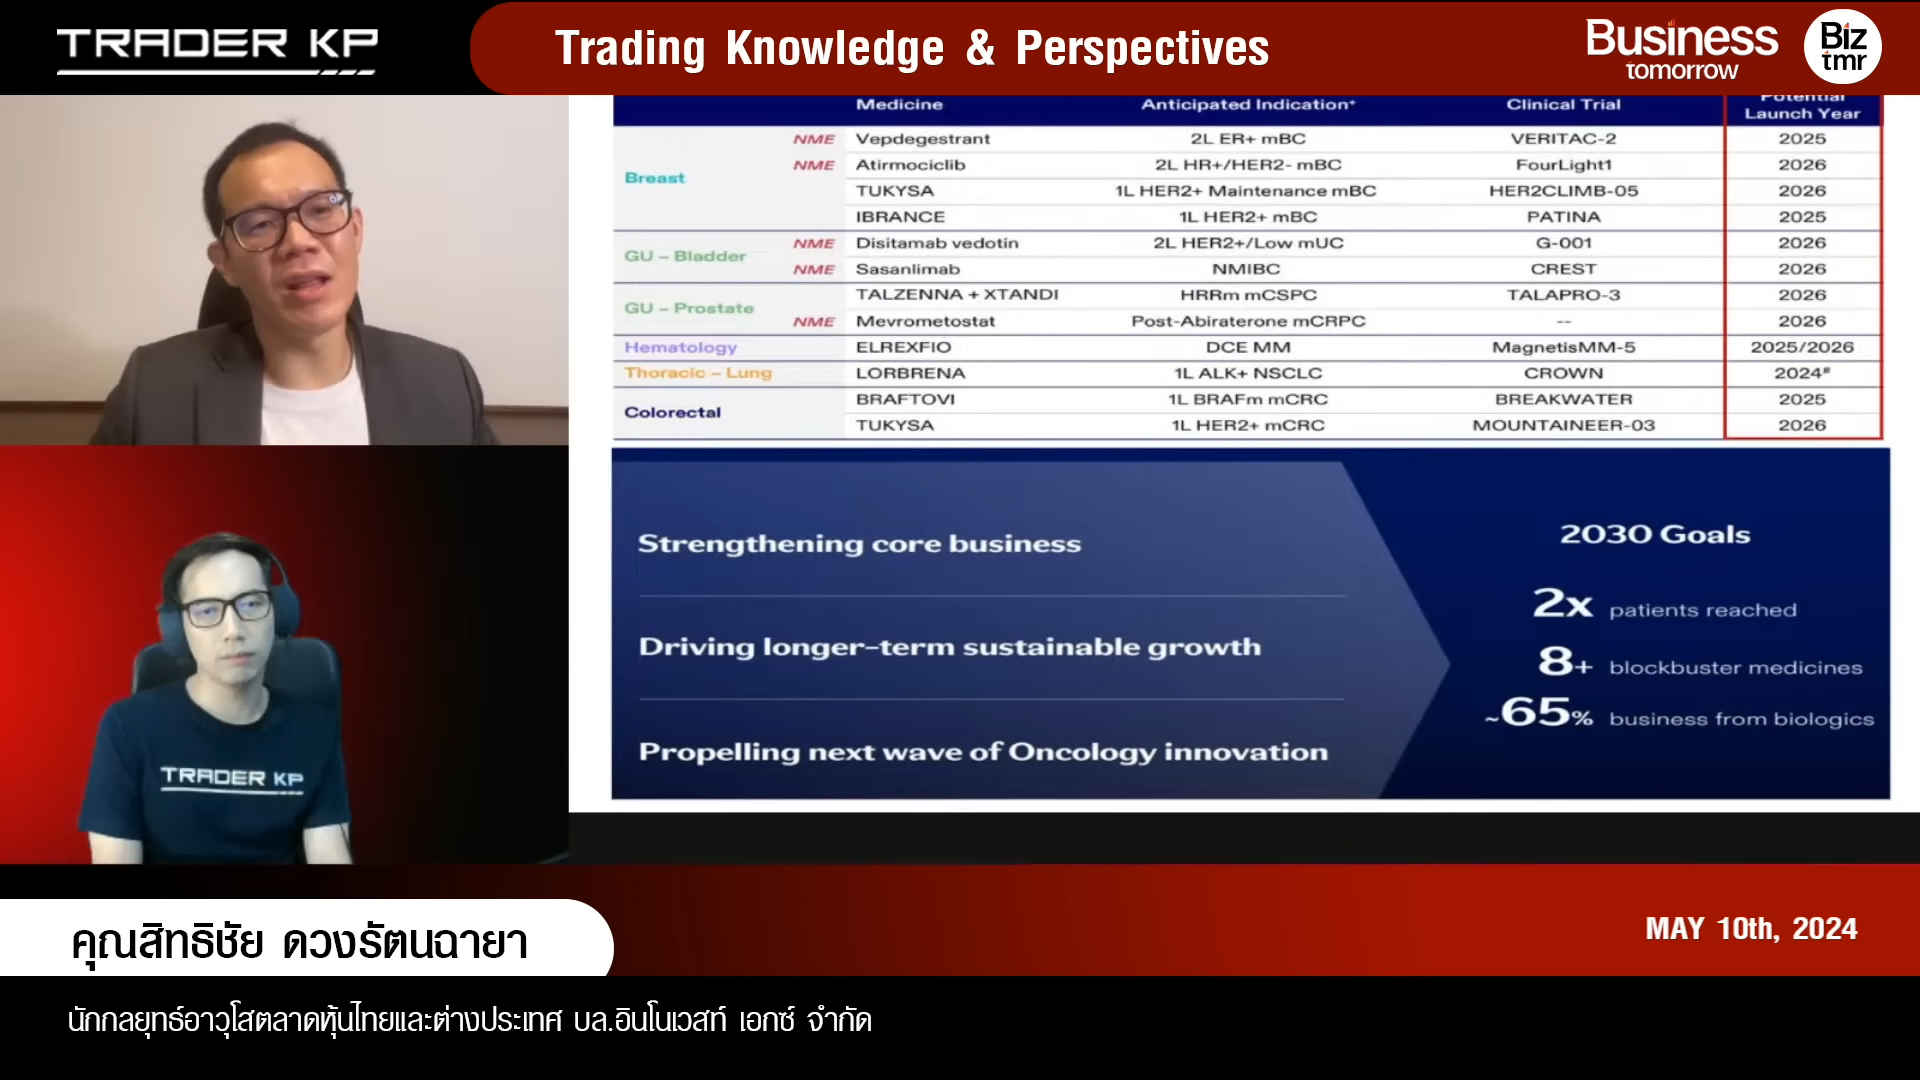 TRADER KP
Trading Knowledge & Perspectives
Business
tomorrow
Biz
tmr
Medicine Anticipated Indication⁺ Clinical Trial Potential Launch Year
Breast
NME Vepdegestrant 2L ER+ mBC VERITAC-2 2025
NME Atirmociclib 2L HR+/HER2- mBC FourLight1 2026
TUKYSA 1L HER2+ Maintenance mBC HER2CLIMB-05 2026
IBRANCE 1L HER2+ mBC PATINA 2025
GU – Bladder
NME Disitamab vedotin 2L HER2+/Low mUC G-001 2026
NME Sasanlimab NMIBC CREST 2026
GU – Prostate
TALZENNA + XTANDI HRRm mCSPC TALAPRO-3 2026
NME Mevrometostat Post-Abiraterone mCRPC -- 2026
Hematology ELREXFIO DCE MM MagnetisMM-5 2025/2026
Thoracic – Lung LORBRENA 1L ALK+ NSCLC CROWN 2024#
Colorectal
BRAFTOVI 1L BRAFm mCRC BREAKWATER 2025
TUKYSA 1L HER2+ mCRC MOUNTAINEER-03 2026
Strengthening core business
Driving longer-term sustainable growth
Propelling next wave of Oncology innovation
2030 Goals
2x patients reached
8+ blockbuster medicines
~65% business from biologics
TRADER KP
คุณสิทธิชัย ดวงรัตนฉายา
MAY 10th, 2024
นักกลยุทธ์อาวุโสตลาดหุ้นไทยและต่างประเทศ บล.อินโนเวสท์ เอกซ์ จำกัด